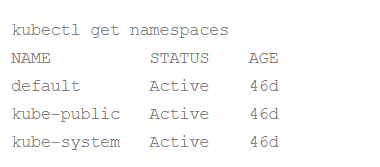 kubectl get namespaces
NAME STATUS AGE
default Active 46d
kube-public Active 46d
kube-system Active 46d